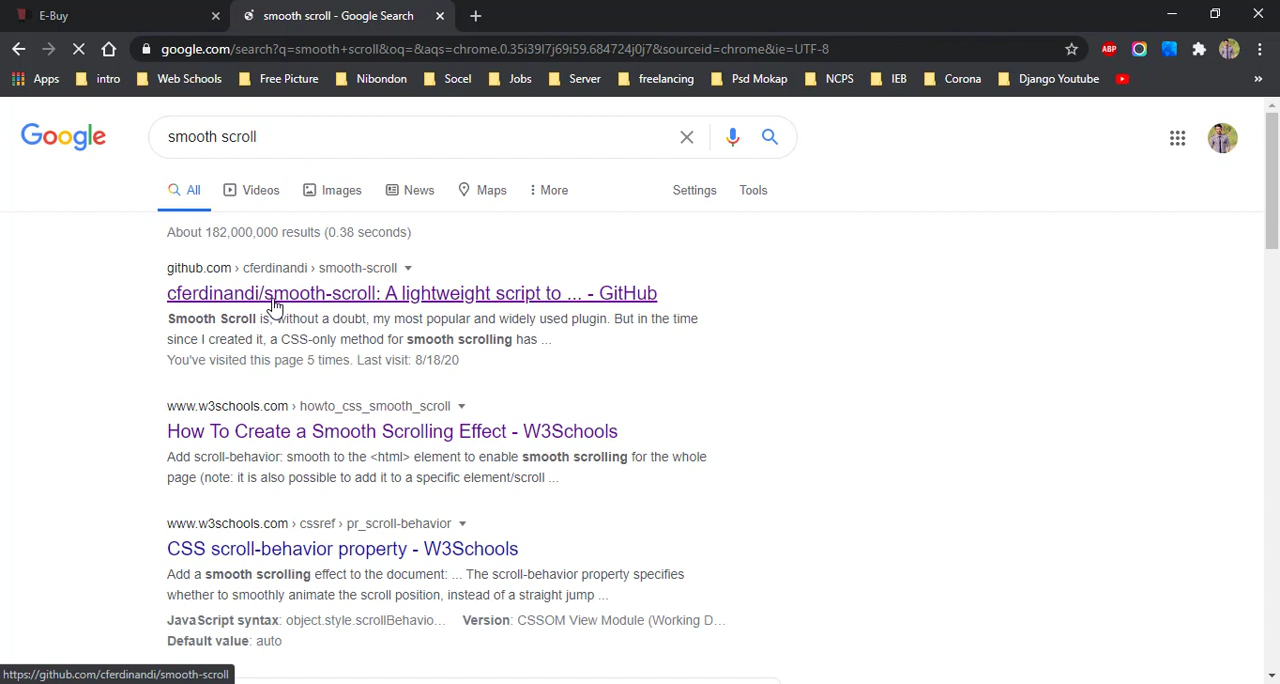 E-Buy
smooth scroll - Google Search
google.com/search?q=smooth+scroll&oq=&aqs=chrome.0.35i39l7j69i59.684724j0j7&sourceid=chrome&ie=UTF-8
ABP
Apps intro Web Schools Free Picture Nibondon Socel Jobs Server freelancing Psd Mokap NCPS IEB Corona Django Youtube »
Google
smooth scroll
All Videos Images News Maps More Settings Tools
About 182,000,000 results (0.38 seconds)
github.com › cferdinandi › smooth-scroll
cferdinandi/smooth-scroll: A lightweight script to ... - GitHub
Smooth Scroll is, without a doubt, my most popular and widely used plugin. But in the time
since I created it, a CSS-only method for smooth scrolling has ...
You've visited this page 5 times. Last visit: 8/18/20
www.w3schools.com › howto_css_smooth_scroll
How To Create a Smooth Scrolling Effect - W3Schools
Add scroll-behavior: smooth to the <html> element to enable smooth scrolling for the whole
page (note: it is also possible to add it to a specific element/scroll ...
www.w3schools.com › cssref › pr_scroll-behavior
CSS scroll-behavior property - W3Schools
Add a smooth scrolling effect to the document: ... The scroll-behavior property specifies
whether to smoothly animate the scroll position, instead of a straight jump ...
JavaScript syntax: object.style.scrollBehavio... Version: CSSOM View Module (Working D...
Default value: auto
https://github.com/cferdinandi/smooth-scroll